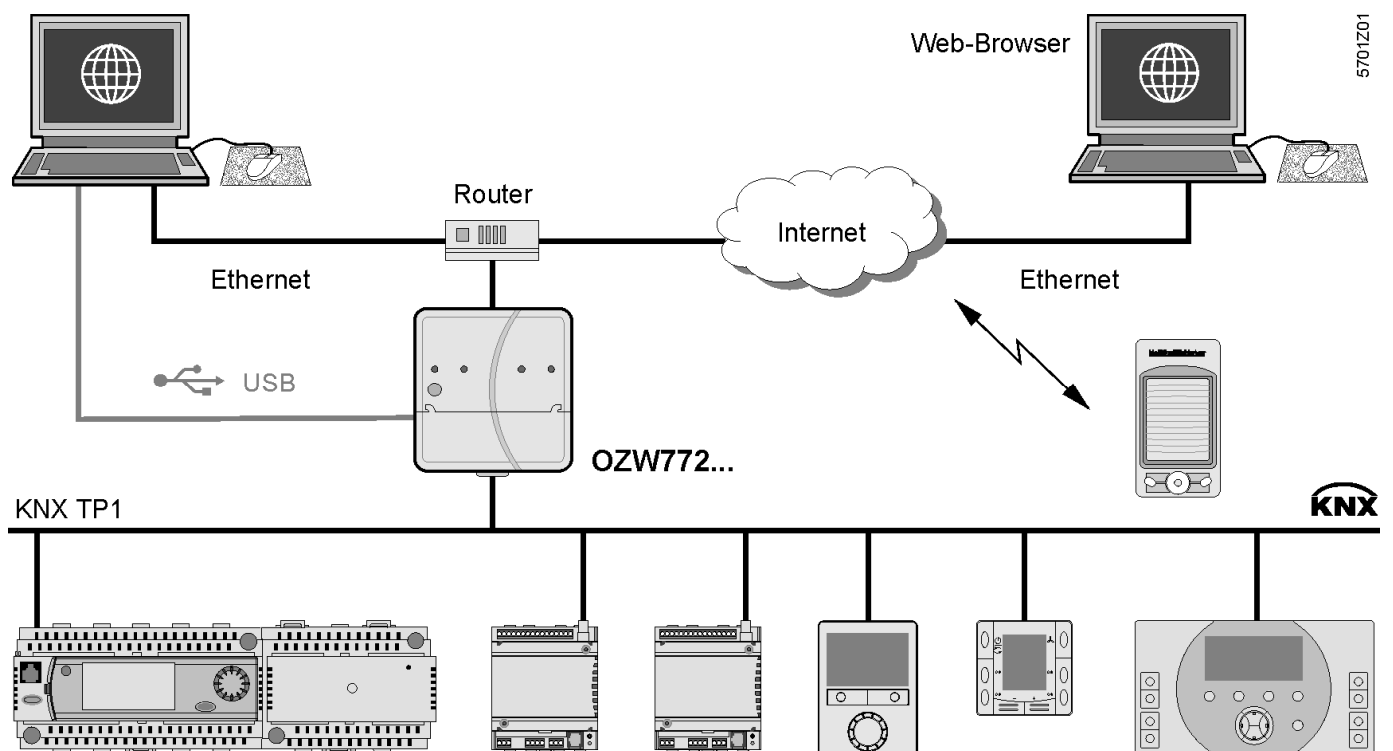 Web-Browser
5701Z01
Router
Internet
Ethernet
Ethernet
USB
OZW772...
KNX TP1
KNX